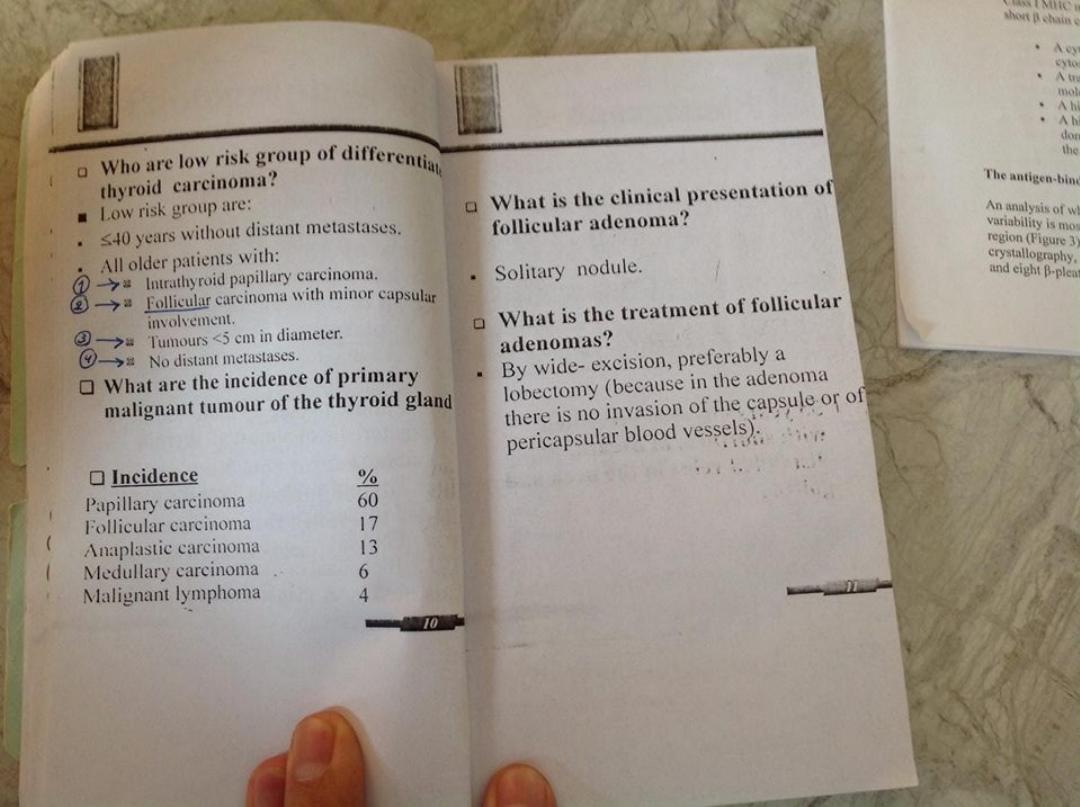 ❑ Who are low risk group of differentiate
thyroid carcinoma?
▪ Low risk group are:
• ≤40 years without distant metastases.
• All older patients with:
① → Intrathyroid papillary carcinoma.
② → Follicular carcinoma with minor capsular
involvement.
③ → Tumours <5 cm in diameter.
④ → No distant metastases.
❑ What are the incidence of primary
malignant tumour of the thyroid gland
❑ Incidence %
Papillary carcinoma 60
Follicular carcinoma 17
Anaplastic carcinoma 13
Medullary carcinoma 6
Malignant lymphoma 4
10
❑ What is the clinical presentation of
follicular adenoma?
▪ Solitary nodule.
❑ What is the treatment of follicular
adenomas?
▪ By wide- excision, preferably a
lobectomy (because in the adenoma
there is no invasion of the capsule or of
pericapsular blood vessels).
11
Class I MHC
short β chain
• A
• A
• A
• A
the
The antigen-bind
An analysis of
variability is
region (Figure 3)
crystallography,
and eight β-pleat